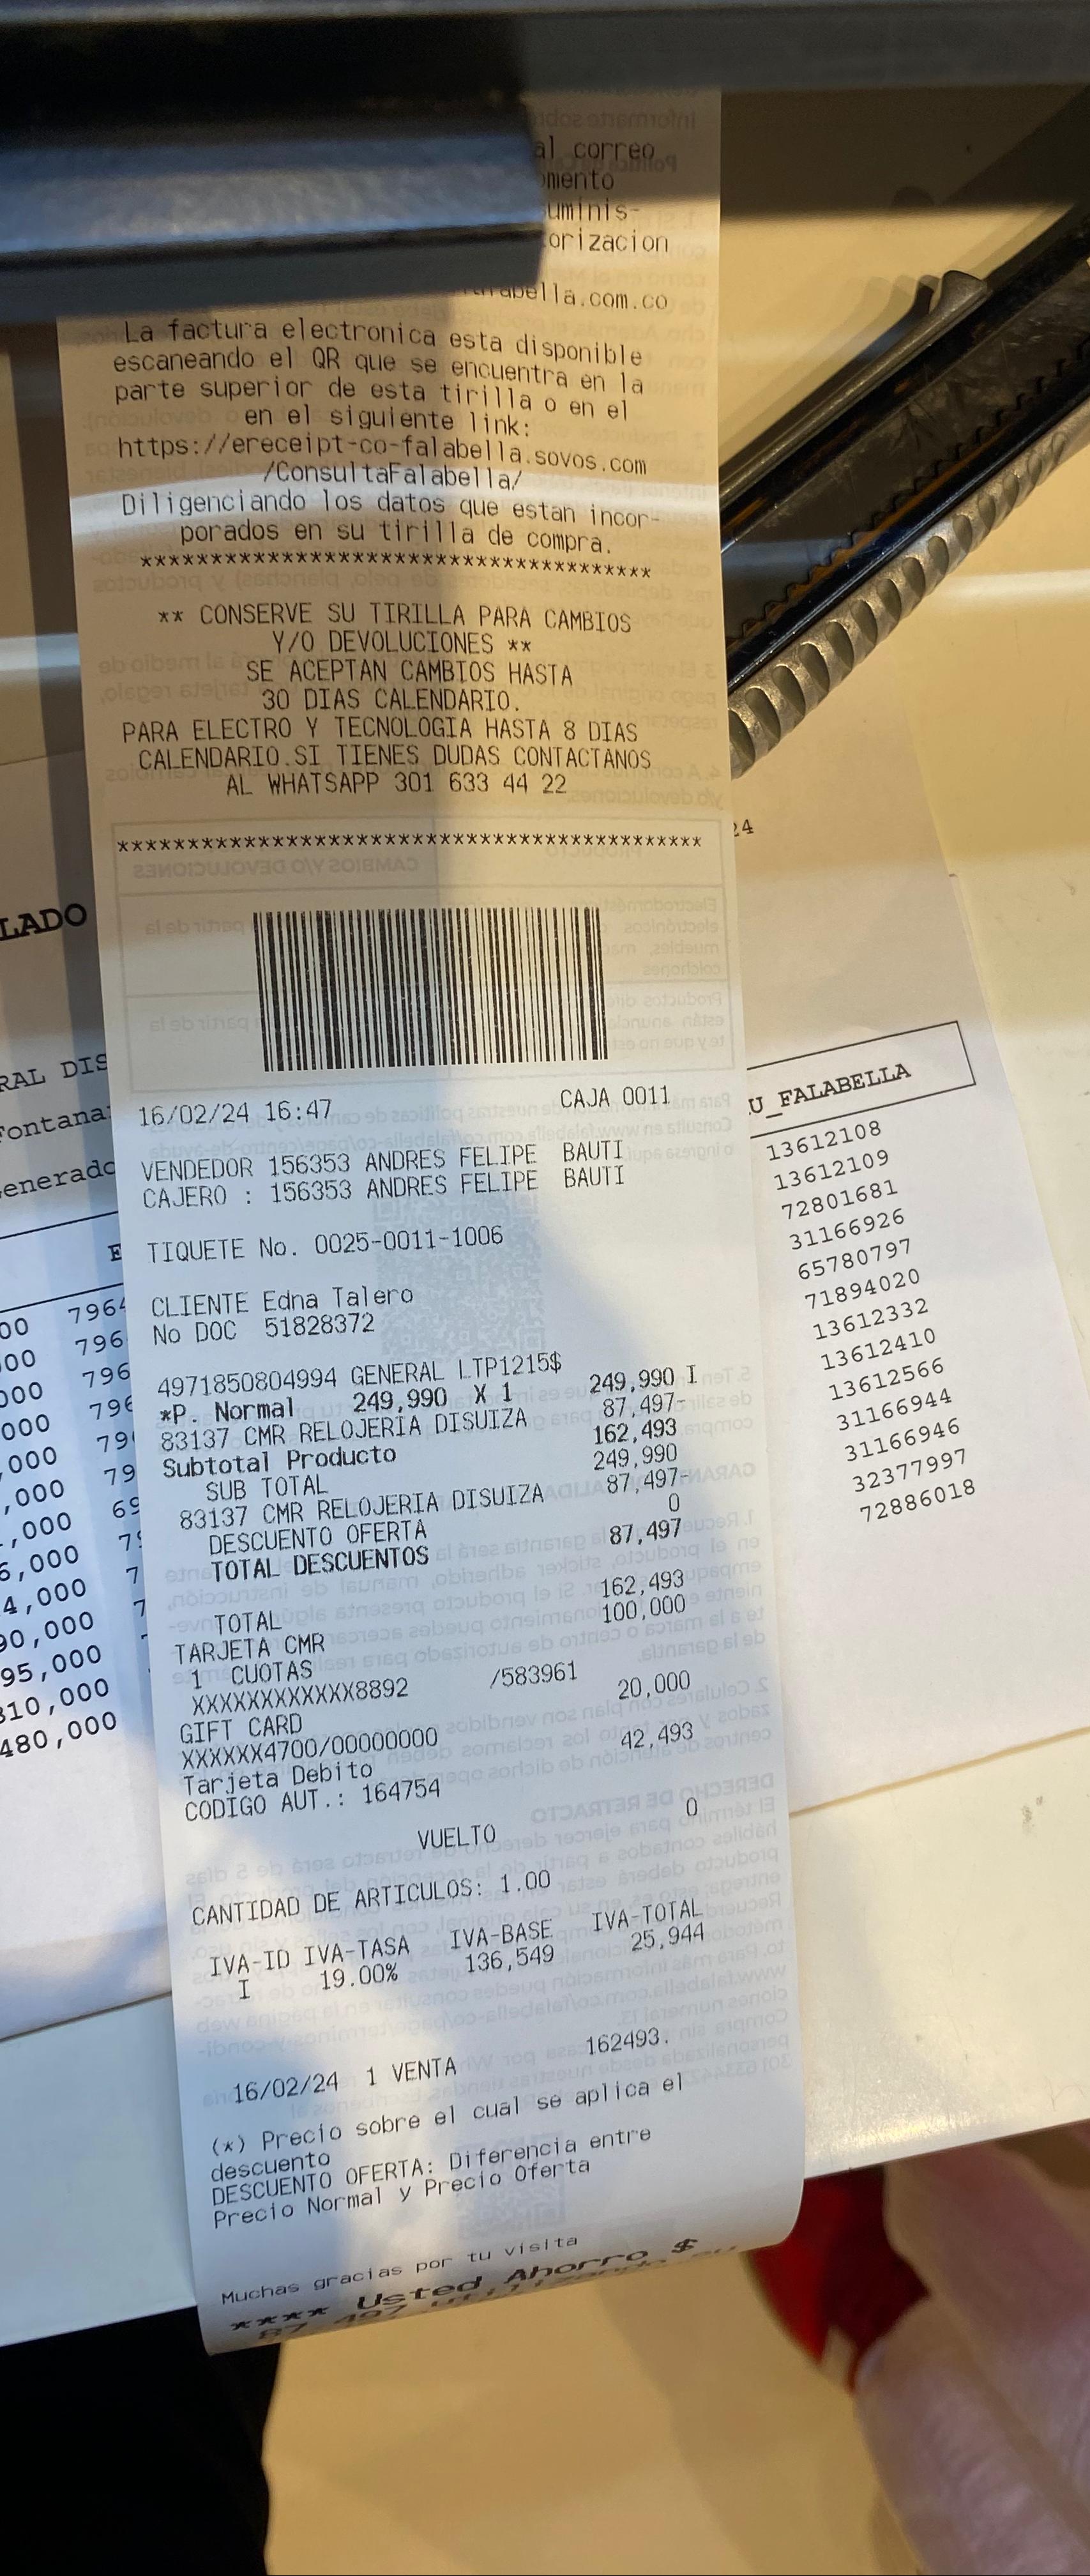 al correo
orizacion
La factura electronica esta disponible
escaneando el QR que se encuentra en la
parte superior de esta tirilla o en el
en el siguiente link:
https://ereceipt-co-falabella.sovos.com
/ConsultaFalabella/
Diligenciando los datos que estan incor-
porados en su tirilla de compra.
**************************************
** CONSERVE SU TIRILLA PARA CAMBIOS
Y/O DEVOLUCIONES **
SE ACEPTAN CAMBIOS HASTA
30 DIAS CALENDARIO.
PARA ELECTRO Y TECNOLOGIA HASTA 8 DIAS
CALENDARIO.SI TIENES DUDAS CONTACTANOS
AL WHATSAPP 301 633 44 22
******************************************
16/02/24 16:47 CAJA 0011
VENDEDOR 156353 ANDRES FELIPE BAUTI
CAJERO : 156353 ANDRES FELIPE BAUTI
TIQUETE No. 0025-0011-1006
CLIENTE Edna Talero
No DOC 51828372
4971850804994 GENERAL LTP1215$
*P. Normal 249,990 X 1 249,990 I
83137 CMR RELOJERIA DISUIZA 87,497-
Subtotal Producto 162,493
SUB TOTAL 249,990
83137 CMR RELOJERIA DISUIZA 87,497-
DESCUENTO OFERTA 0
TOTAL DESCUENTOS 87,497
TOTAL 162,493
TARJETA CMR 100,000
1 CUOTAS
XXXXXXXXXXXX8892 /583961
GIFT CARD 20,000
XXXXXX4700/00000000
Tarjeta Debito 42,493
CODIGO AUT.: 164754
VUELTO 0
CANTIDAD DE ARTICULOS: 1.00
IVA-ID IVA-TASA IVA-BASE IVA-TOTAL
I 19.00% 136,549 25,944
16/02/24 1 VENTA 162493.
(*) Precio sobre el cual se aplica el
descuento
DESCUENTO OFERTA: Diferencia entre
Precio Normal y Precio Oferta
Muchas gracias por tu visita
**** Usted Ahorro $
87,497
U_FALABELLA
13612108
13612109
72801681
31166926
65780797
71894020
13612332
13612410
13612566
31166944
31166946
32377997
72886018